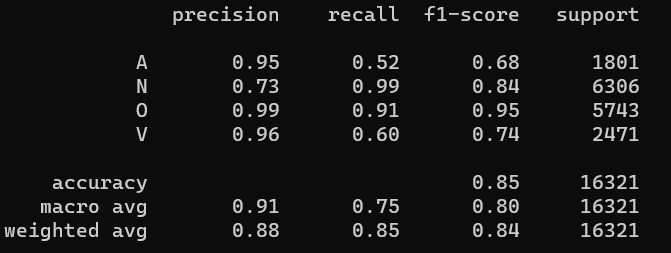 precision recall f1-score support
A 0.95 0.52 0.68 1801
N 0.73 0.99 0.84 6306
O 0.99 0.91 0.95 5743
V 0.96 0.60 0.74 2471
accuracy 0.85 16321
macro avg 0.91 0.75 0.80 16321
weighted avg 0.88 0.85 0.84 16321